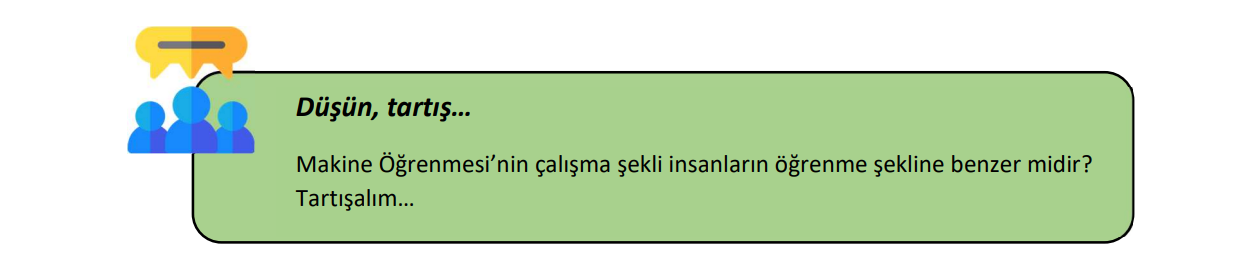 Düşün, tartış…
Makine Öğrenmesi’nin çalışma şekli insanların öğrenme şekline benzer midir?
Tartışalım…